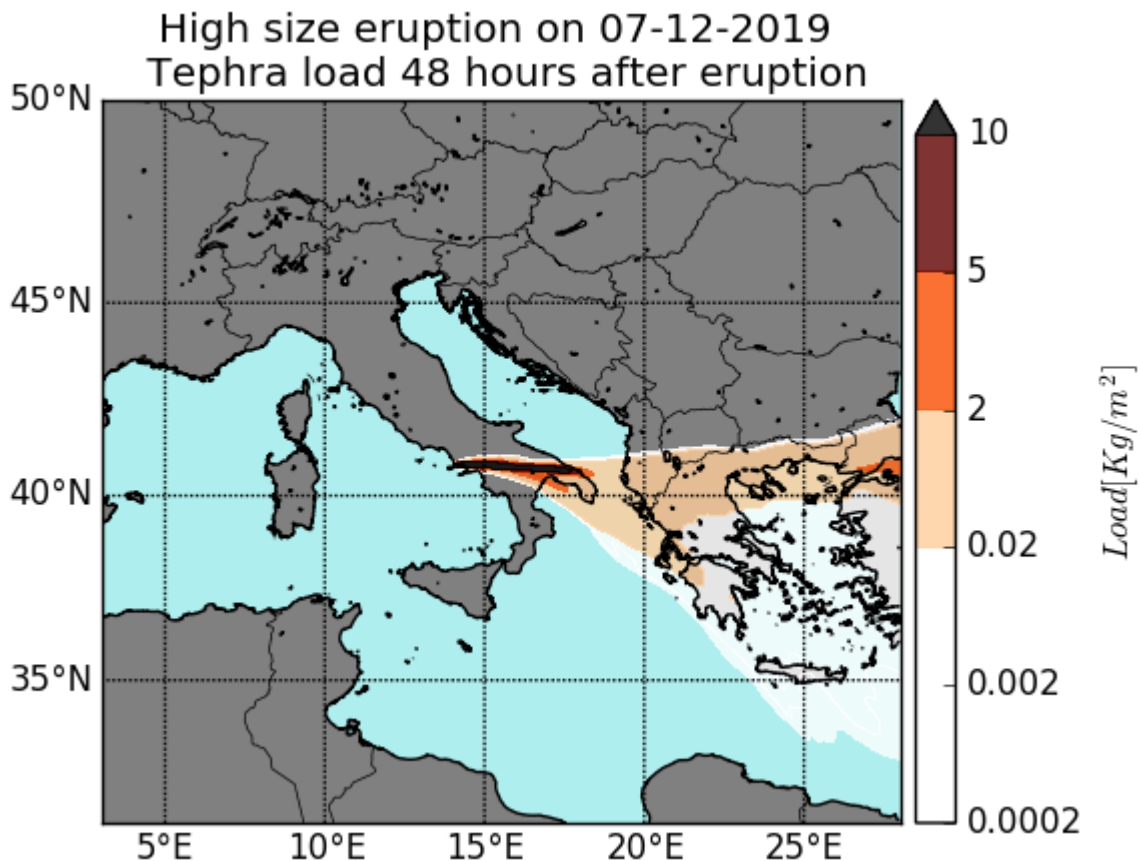 High size eruption on 07-12-2019
Tephra load 48 hours after eruption
50°N
45°N
40°N
35°N
5°E
10°E
15°E
20°E
25°E
10
5
2
0.02
0.002
0.0002
Load[Kg/m²]